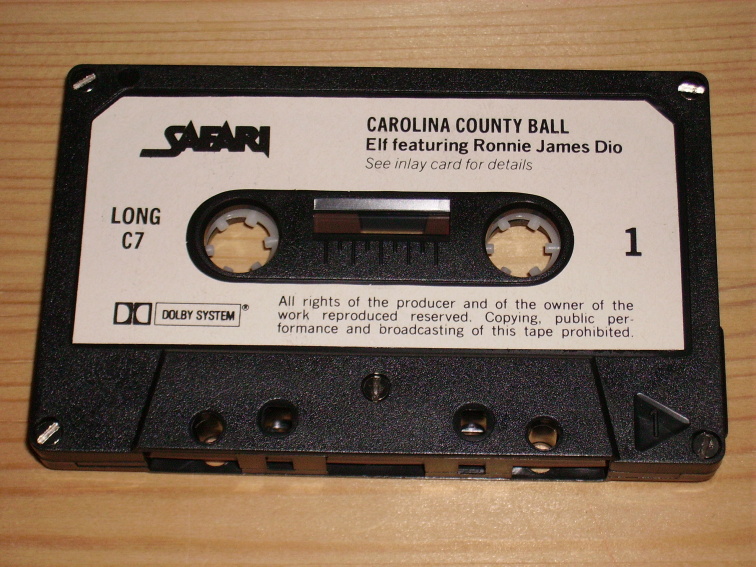 SAFARI
CAROLINA COUNTY BALL
Elf featuring Ronnie James Dio
See inlay card for details
LONG
C7
1
DOLBY SYSTEM®
All rights of the producer and of the owner of the
work reproduced reserved. Copying, public per-
formance and broadcasting of this tape prohibited.
1